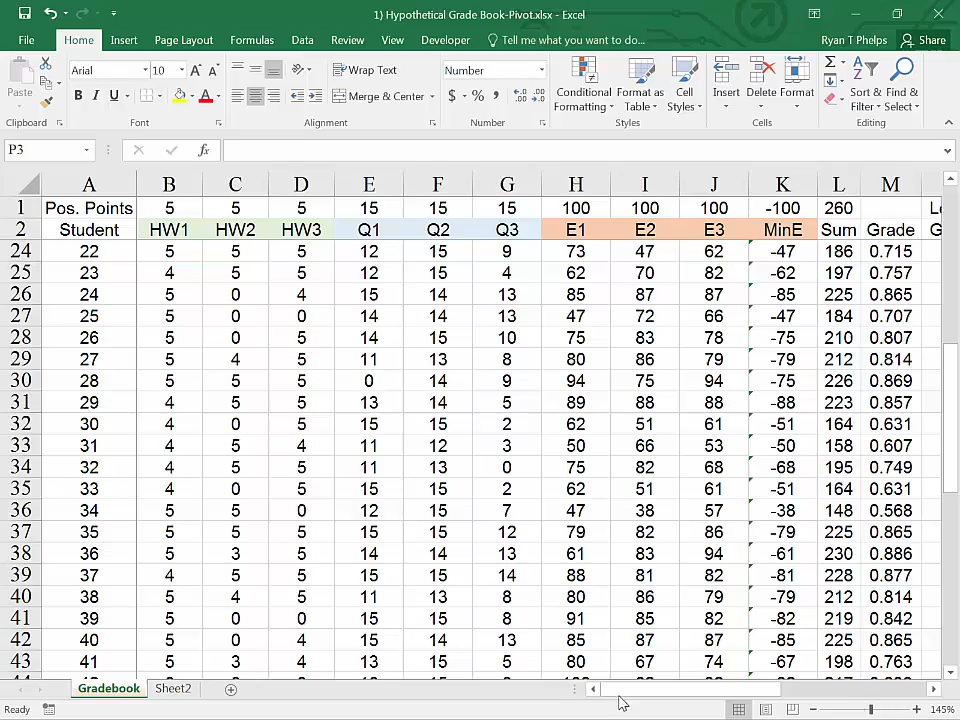 1) Hypothetical Grade Book-Pivot.xlsx - Excel
File Home Insert Page Layout Formulas Data Review View Developer Tell me what you want to do... Ryan T Phelps Share
Paste Arial 10 Wrap Text Number Conditional Formatting Format as Table Cell Styles Insert Delete Format Sort & Filter Find & Select
B I U Merge & Center $ %
Clipboard Font Alignment Number Styles Cells Editing
P3 fx
A B C D E F G H I J K L M
1 Pos. Points 5 5 5 15 15 15 100 100 100 -100 260
2 Student HW1 HW2 HW3 Q1 Q2 Q3 E1 E2 E3 MinE Sum Grade
24 22 5 5 5 12 15 9 73 47 62 -47 186 0.715
25 23 4 5 5 12 15 4 62 70 82 -62 197 0.757
26 24 5 0 4 15 14 13 85 87 87 -85 225 0.865
27 25 5 0 0 14 14 13 47 72 66 -47 184 0.707
28 26 5 0 5 14 15 10 75 83 78 -75 210 0.807
29 27 5 4 5 11 13 8 80 86 79 -79 212 0.814
30 28 5 5 5 0 14 9 94 75 94 -75 226 0.869
31 29 4 5 5 13 14 5 89 88 88 -88 223 0.857
32 30 4 0 5 15 15 2 62 51 61 -51 164 0.631
33 31 4 5 4 11 12 3 50 66 53 -50 158 0.607
34 32 4 5 5 11 13 0 75 82 68 -68 195 0.749
35 33 4 0 5 15 15 2 62 51 61 -51 164 0.631
36 34 5 5 0 12 15 7 47 38 57 -38 148 0.568
37 35 5 5 5 15 15 12 79 82 86 -79 225 0.865
38 36 5 3 5 14 14 13 61 83 94 -61 230 0.886
39 37 4 5 5 15 15 14 88 81 82 -81 228 0.877
40 38 5 4 5 11 13 8 80 86 79 -79 212 0.814
41 39 5 0 0 15 15 8 91 85 82 -82 219 0.842
42 40 5 0 4 15 14 13 85 87 87 -85 225 0.865
43 41 5 3 4 13 15 5 80 67 74 -67 198 0.763
Gradebook Sheet2
Ready 145%